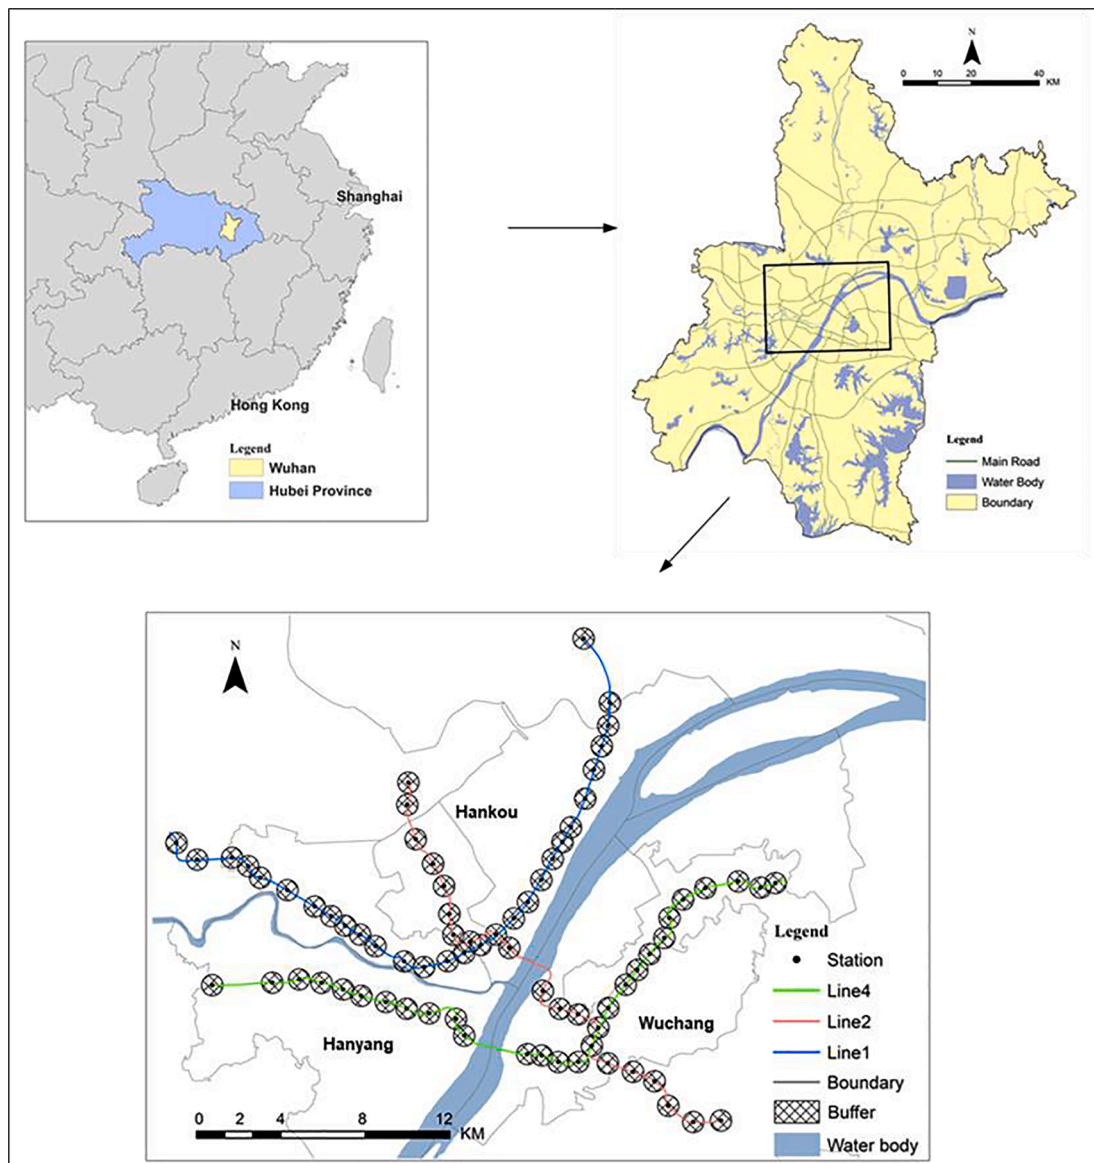 Shanghai
Hong Kong
Legend
Wuhan
Hubei Province
N
0 10 20 40
KM
Legend
Main Road
Water Body
Boundary
N
Hankou
Hanyang
Wuchang
Legend
Station
Line4
Line2
Line1
Boundary
Buffer
Water body
0 2 4 8 12
KM